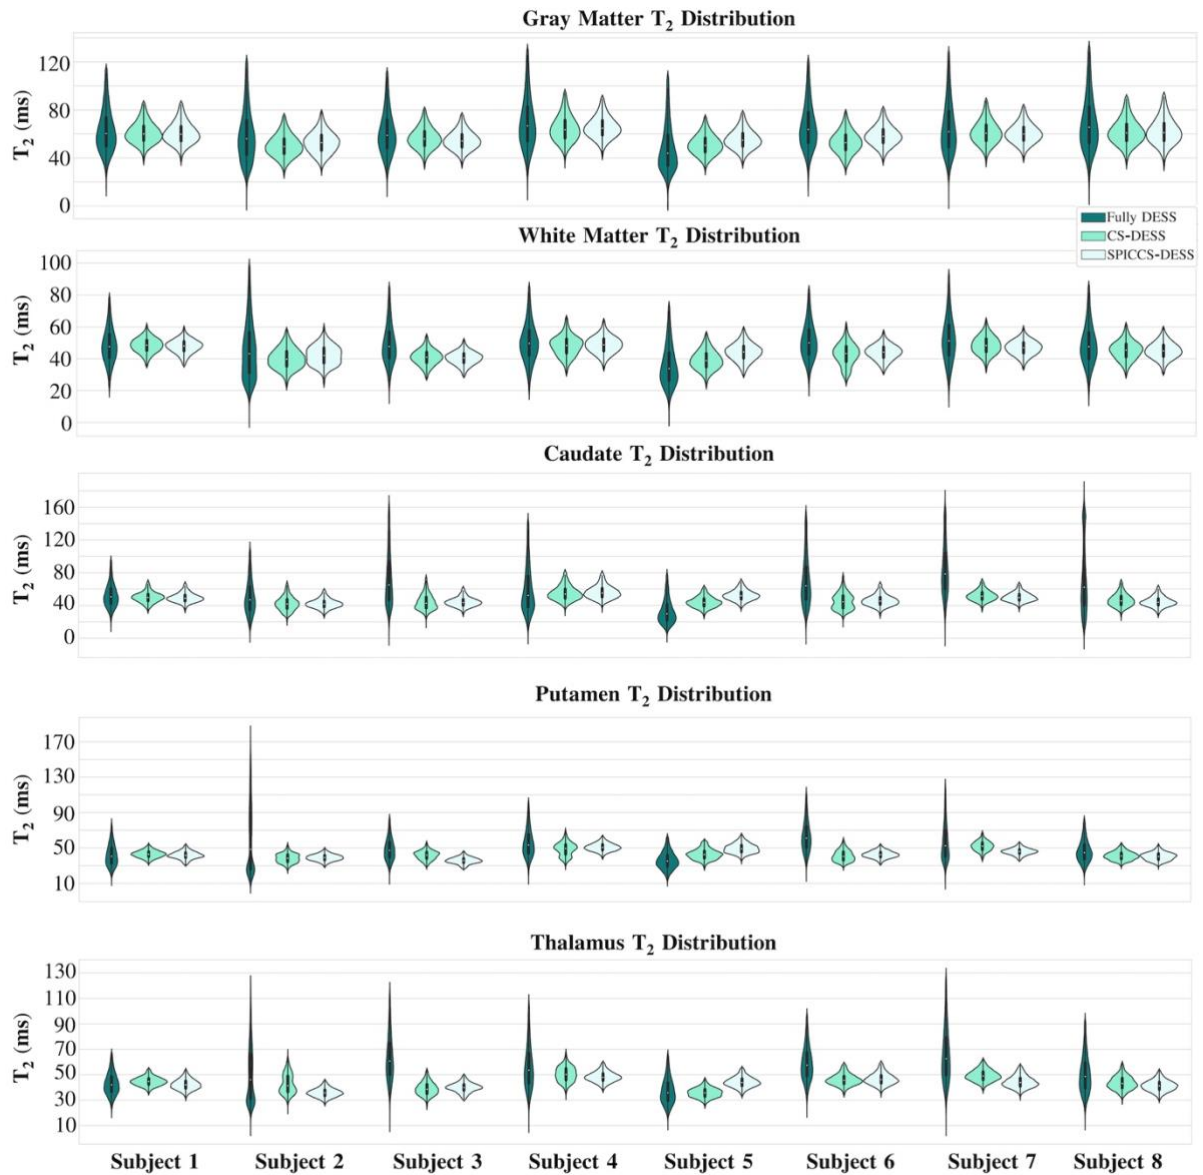 Gray Matter T₂ Distribution
T₂ (ms)
120
80
40
0
Fully DESS
CS-DESS
SPICCS-DESS
White Matter T₂ Distribution
T₂ (ms)
100
80
60
40
20
0
Caudate T₂ Distribution
T₂ (ms)
160
120
80
40
0
Putamen T₂ Distribution
T₂ (ms)
170
130
90
50
10
Thalamus T₂ Distribution
T₂ (ms)
130
110
90
70
50
30
10
Subject 1 Subject 2 Subject 3 Subject 4 Subject 5 Subject 6 Subject 7 Subject 8